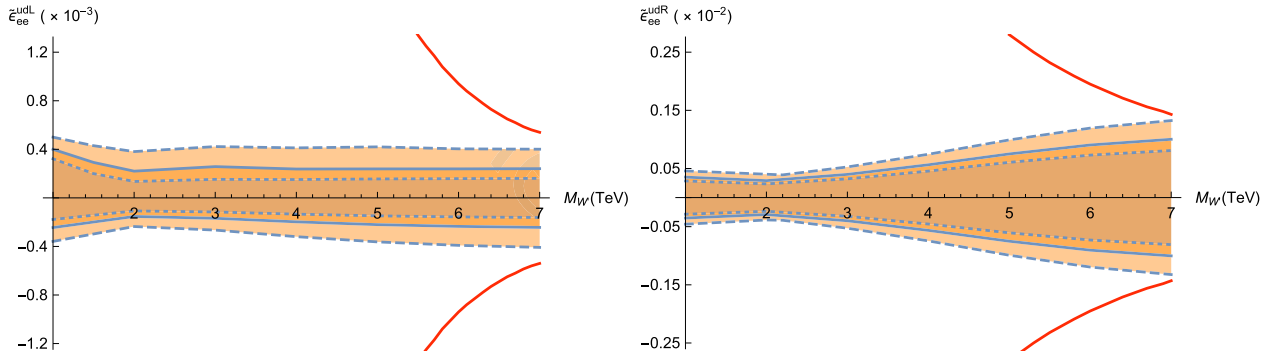 ε̃ee^udL (× 10⁻³)
1.2
0.8
0.4
-0.4
-0.8
-1.2
2 3 4 5 6 7
M_W(TeV)
ε̃ee^udR (× 10⁻²)
0.25
0.15
0.05
-0.05
-0.15
-0.25
2 3 4 5 6 7
M_W(TeV)